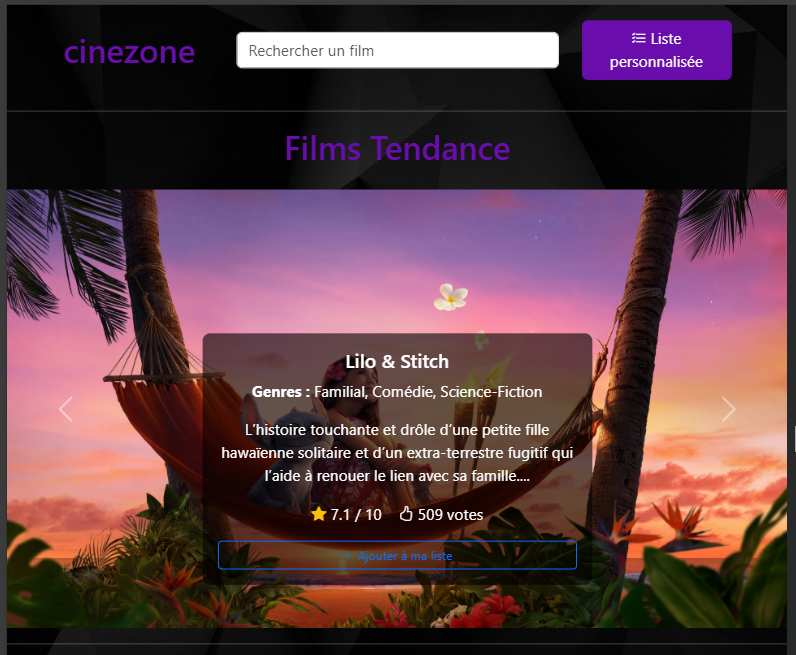 cinezone
Rechercher un film
Liste
personnalisée
Films Tendance
Lilo & Stitch
Genres : Familial, Comédie, Science-Fiction
L’histoire touchante et drôle d’une petite fille
hawaïenne solitaire et d’un extra-terrestre fugitif qui
l’aide à renouer le lien avec sa famille....
7.1 / 10 509 votes
+ Ajouter à ma liste